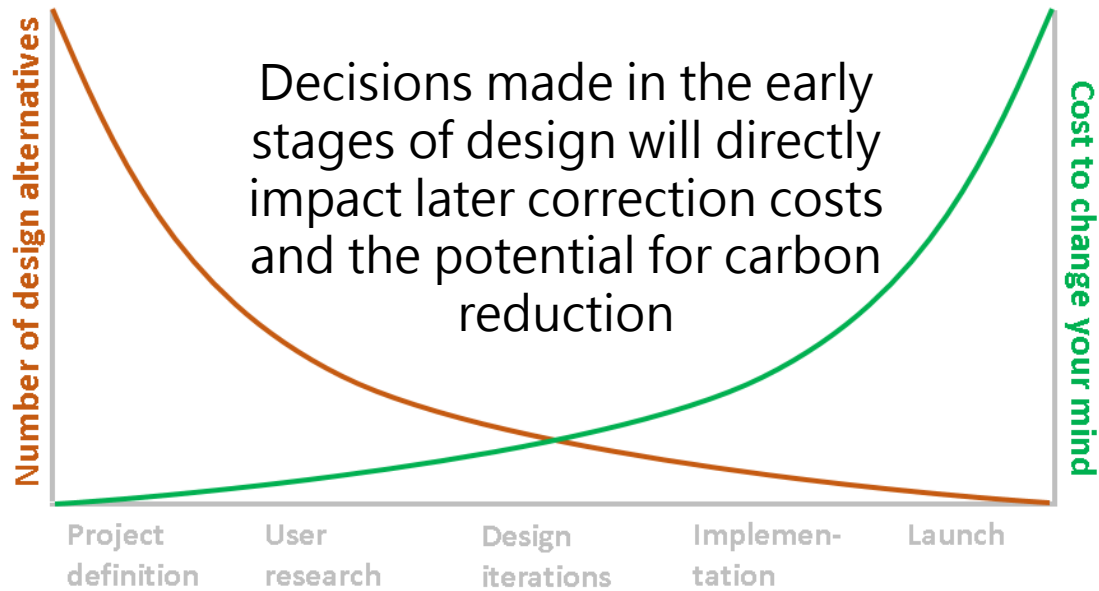 Number of design alternatives
Decisions made in the early
stages of design will directly
impact later correction costs
and the potential for carbon
reduction
Cost to change your mind
Project
definition
User
research
Design
iterations
Implemen-
tation
Launch